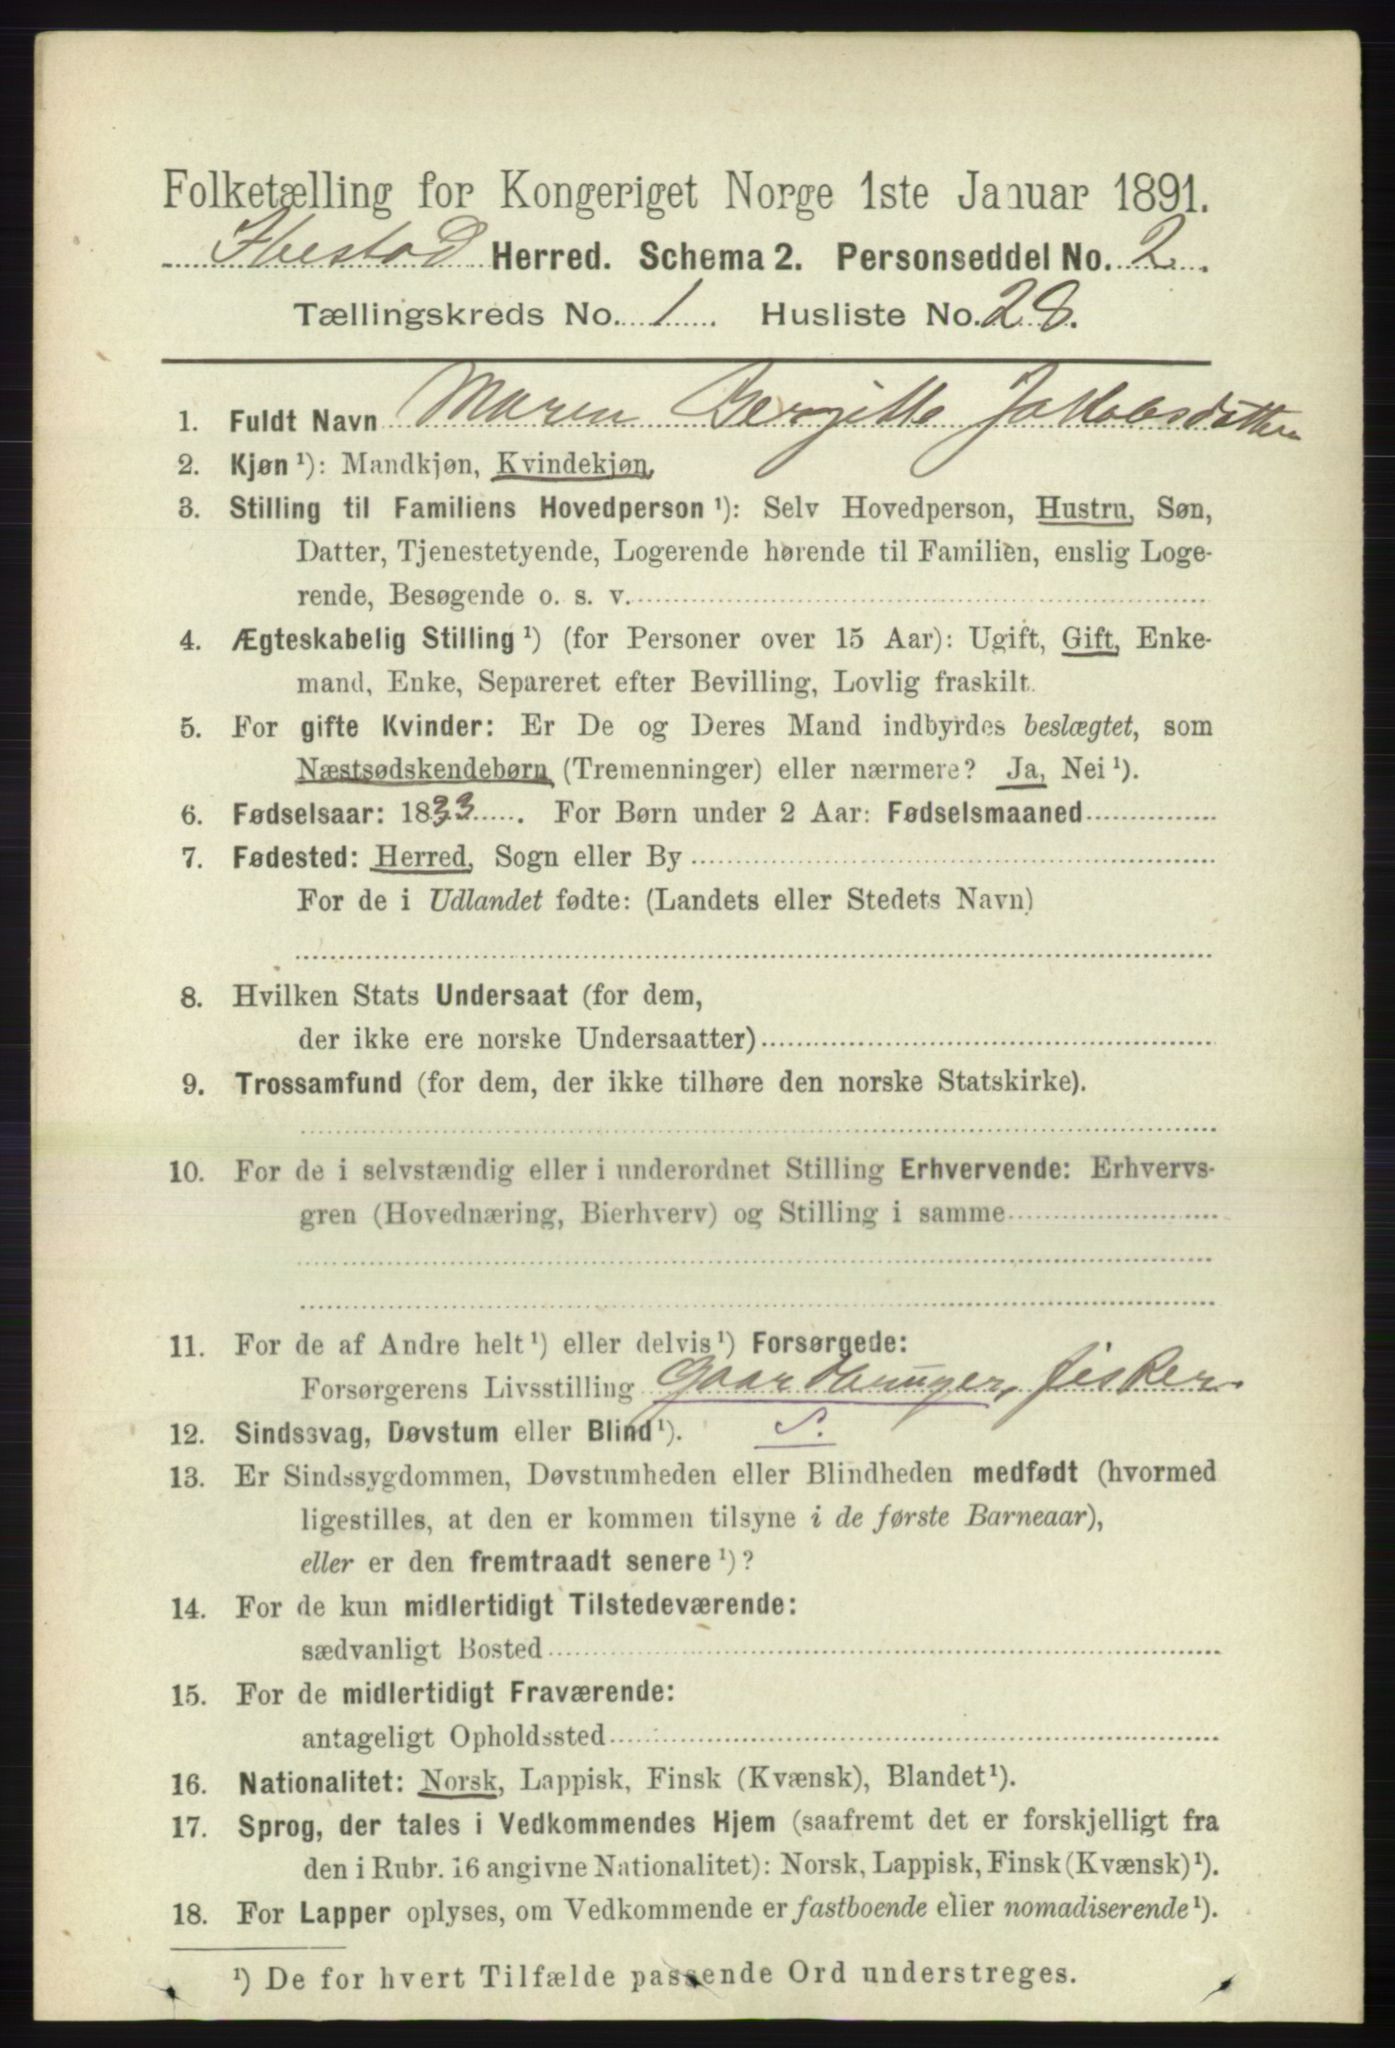 Folketælling for Kongeriget Norge 1ste Januar 1891.
Ibestad Herred. Schema 2. Personseddel No. 2.
Tællingskreds No. 1. Husliste No. 28.
1. Fuldt Navn Maren Bergitte Jakobsdatter
2. Kjøn ¹): Mandkjøn, Kvindekjøn.
3. Stilling til Familiens Hovedperson ¹): Selv Hovedperson, Hustru, Søn,
Datter, Tjenestetyende, Logerende hørende til Familien, enslig Loge-
rende, Besøgende o. s. v.
4. Ægteskabelig Stilling ¹) (for Personer over 15 Aar): Ugift, Gift, Enke-
mand, Enke, Separeret efter Bevilling, Lovlig fraskilt.
5. For gifte Kvinder: Er De og Deres Mand indbyrdes beslægtet, som
Næstsødskendebørn (Tremenninger) eller nærmere? Ja, Nei ¹).
6. Fødselsaar: 1833. For Børn under 2 Aar: Fødselsmaaned
7. Fødested: Herred, Sogn eller By
For de i Udlandet fødte: (Landets eller Stedets Navn)
8. Hvilken Stats Undersaat (for dem,
der ikke ere norske Undersaatter)
9. Trossamfund (for dem, der ikke tilhøre den norske Statskirke).
10. For de i selvstændig eller i underordnet Stilling Erhvervende: Erhvervs-
gren (Hovednæring, Bierhverv) og Stilling i samme
11. For de af Andre helt ¹) eller delvis ¹) Forsørgede:
Forsørgerens Livsstilling Gaardbruger, fisker
12. Sindssvag, Døvstum eller Blind ¹). S.
13. Er Sindssygdommen, Døvstumheden eller Blindheden medfødt (hvormed
ligestilles, at den er kommen tilsyne i de første Barneaar),
eller er den fremtraadt senere ¹)?
14. For de kun midlertidigt Tilstedeværende:
sædvanligt Bosted
15. For de midlertidigt Fraværende:
antageligt Opholdssted
16. Nationalitet: Norsk, Lappisk, Finsk (Kvænsk), Blandet ¹).
17. Sprog, der tales i Vedkommendes Hjem (saafremt det er forskjelligt fra
den i Rubr. 16 angivne Nationalitet): Norsk, Lappisk, Finsk (Kvænsk) ¹).
18. For Lapper oplyses, om Vedkommende er fastboende eller nomadiserende ¹).
¹) De for hvert Tilfælde passende Ord understreges.